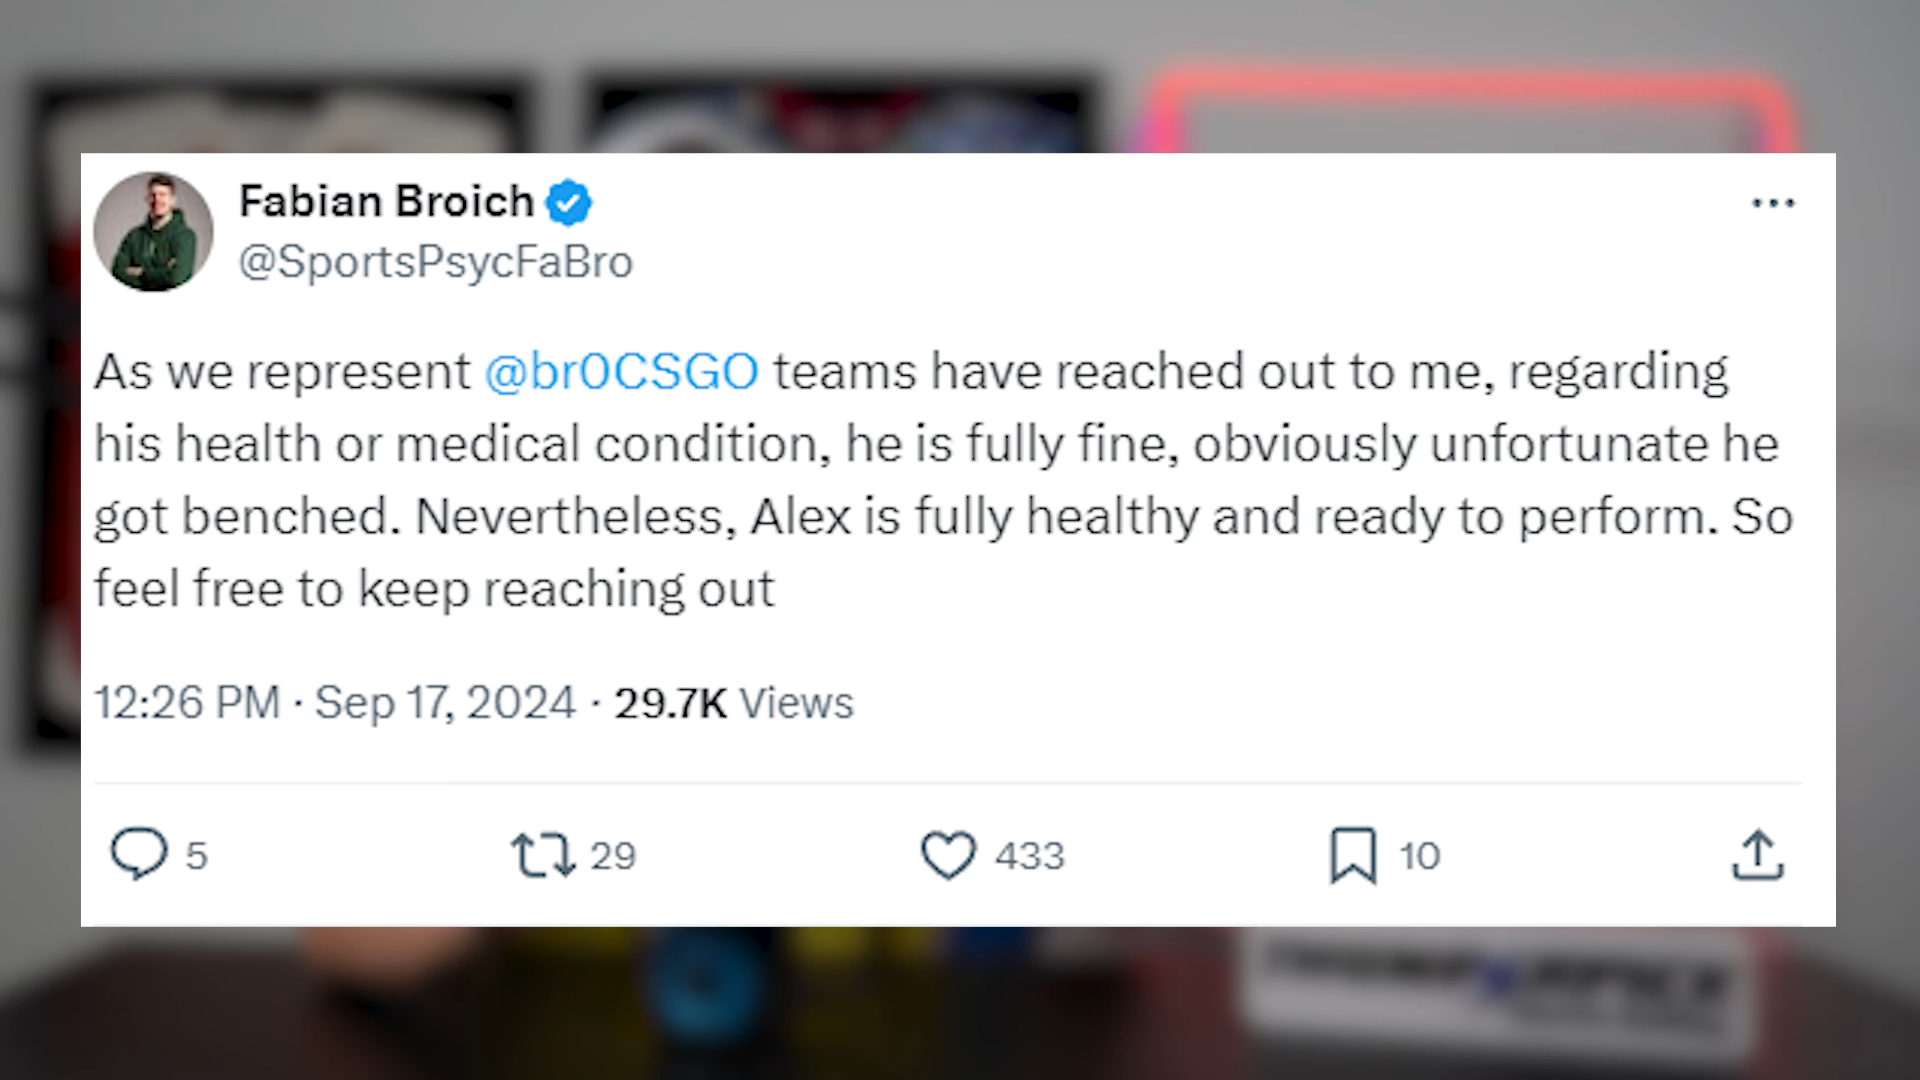 Fabian Broich
@SportsPsycFaBro
As we represent @br0CSGO teams have reached out to me, regarding
his health or medical condition, he is fully fine, obviously unfortunate he
got benched. Nevertheless, Alex is fully healthy and ready to perform. So
feel free to keep reaching out
12:26 PM · Sep 17, 2024 · 29.7K Views
5 29 433 10